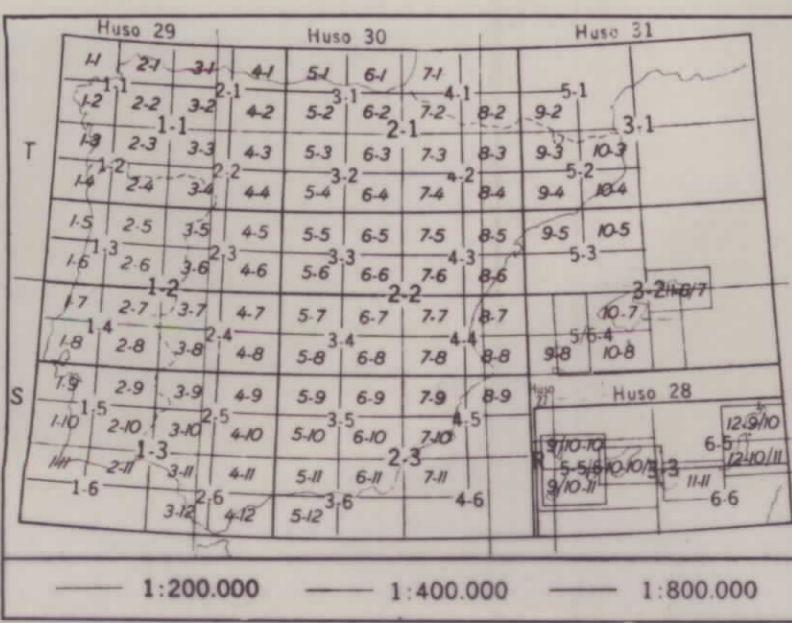 Huso 29 Huso 30 Huso 31
1-1 2-1 3-1 4-1 5-1 6-1 7-1
1-1 2-1 3-1 4-1 5-1
1-2 2-2 3-2 4-2 5-2 6-2 7-2 8-2 9-2
1-1 2-1 3-1
T
1-3 2-3 3-3 4-3 5-3 6-3 7-3 8-3 9-3 10-3
1-2 2-2 3-2 4-2 5-2
1-4 2-4 3-4 4-4 5-4 6-4 7-4 8-4 9-4 10-4
1-5 2-5 3-5 4-5 5-5 6-5 7-5 8-5 9-5 10-5
1-3 2-3 3-3 4-3 5-3
1-6 2-6 3-6 4-6 5-6 6-6 7-6 8-6
1-2 2-2 3-2
1-7 2-7 3-7 4-7 5-7 6-7 7-7 8-7 10-7
1-4 2-4 3-4 4-4 5/6-4
1-8 2-8 3-8 4-8 5-8 6-8 7-8 8-8 9-8 10-8
S
1-9 2-9 3-9 4-9 5-9 6-9 7-9 8-9
Huso 28
1-5 2-5 3-5 4-5
1-10 2-10 3-10 4-10 5-10 6-10 7-10 9/10-10 12-9/10
1-3 2-3 6-5
R
1-11 2-11 3-11 4-11 5-11 6-11 7-11 9/10-11 11-11 12-10/11
1-6 2-6 3-6 4-6 6-6
3-12 4-12 5-12
1:200.000 1:400.000 1:800.000